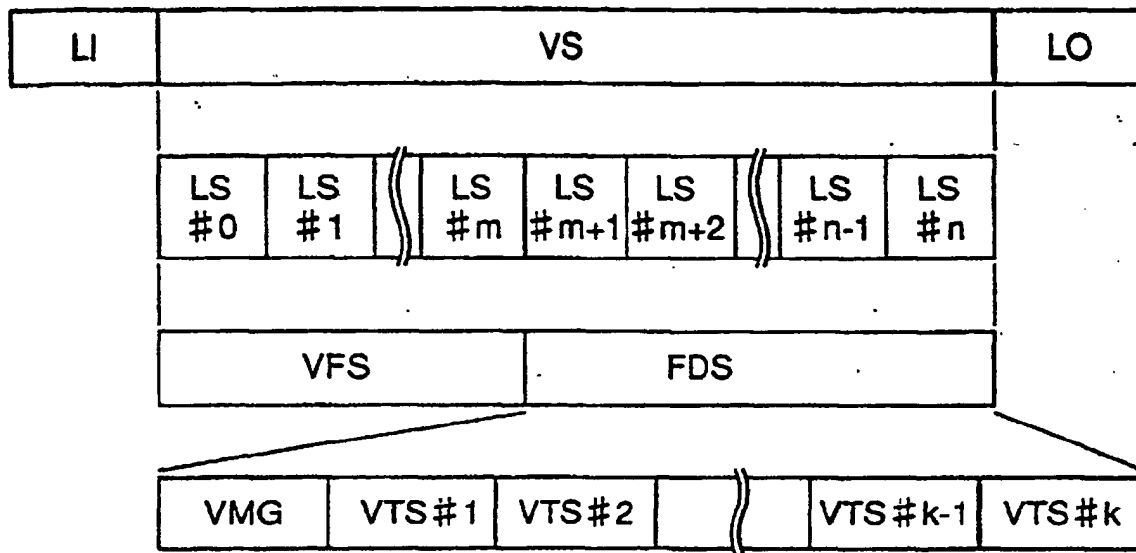 LI VS LO
LS #0 LS #1 LS #m LS #m+1 LS #m+2 LS #n-1 LS #n
VFS FDS
VMG VTS#1 VTS#2 VTS#k-1 VTS#k